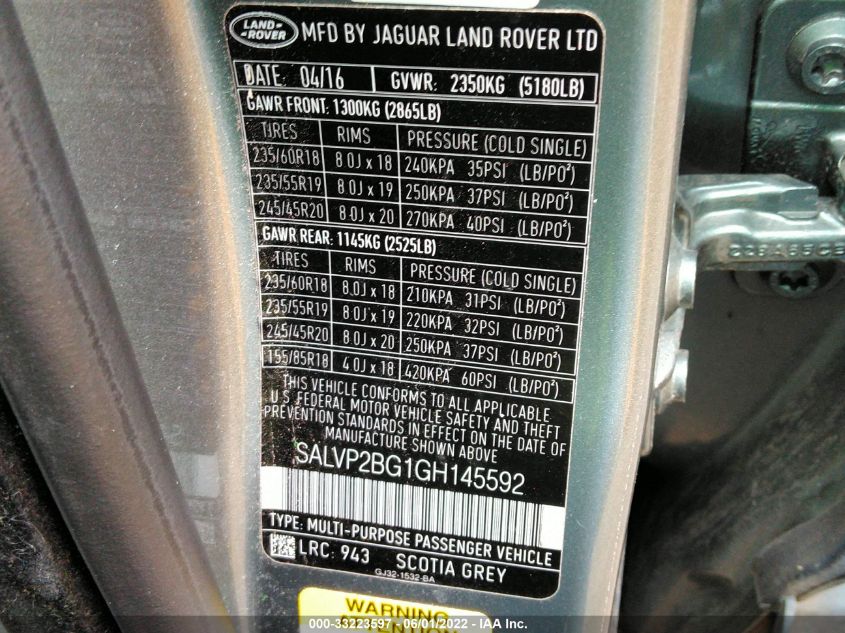 LAND-
-ROVER
MFD BY JAGUAR LAND ROVER LTD
DATE: 04/16 GVWR: 2350KG (5180LB)
GAWR FRONT: 1300KG (2865LB)
TIRES RIMS PRESSURE (COLD SINGLE)
235/60R18 8.0J x 18 240KPA 35PSI (LB/PO²)
235/55R19 8.0J x 19 250KPA 37PSI (LB/PO²)
245/45R20 8.0J x 20 270KPA 40PSI (LB/PO²)
GAWR REAR: 1145KG (2525LB)
TIRES RIMS PRESSURE (COLD SINGLE)
235/60R18 8.0J x 18 210KPA 31PSI (LB/PO²)
235/55R19 8.0J x 19 220KPA 32PSI (LB/PO²)
245/45R20 8.0J x 20 250KPA 37PSI (LB/PO²)
155/85R18 4.0J x 18 420KPA 60PSI (LB/PO²)
THIS VEHICLE CONFORMS TO ALL APPLICABLE
U.S. FEDERAL MOTOR VEHICLE SAFETY AND THEFT
PREVENTION STANDARDS IN EFFECT ON THE DATE OF
MANUFACTURE SHOWN ABOVE
SALVP2BG1GH145592
TYPE: MULTI-PURPOSE PASSENGER VEHICLE
LRC: 943 SCOTIA GREY
GJ32-1532-BA
WARNING
000-33223597 - 06/01/2022 - IAA Inc.